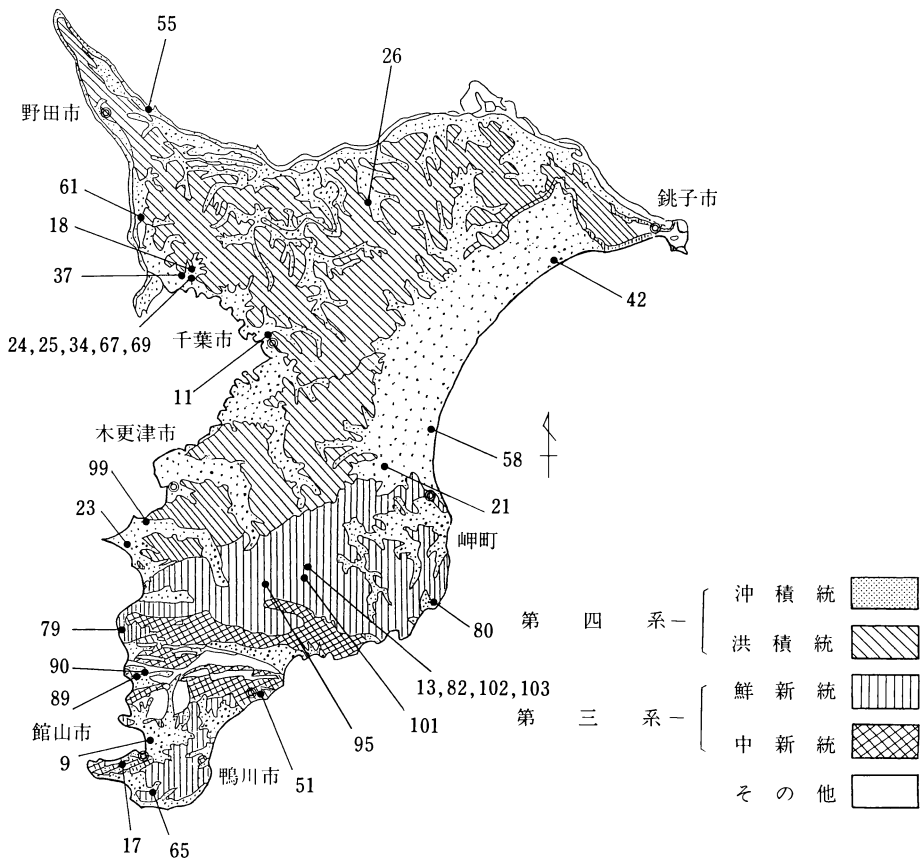 55
26
野田市
61
銚子市
18
37
42
24,25,34,67,69
千葉市
11
木更津市
58
99
21
23
岬町
沖積統
第四系
80
洪積統
79
90
13,82,102,103
鮮新統
89
101
第三系
館山市
95
中新統
9
鴨川市
51
その他
17
65